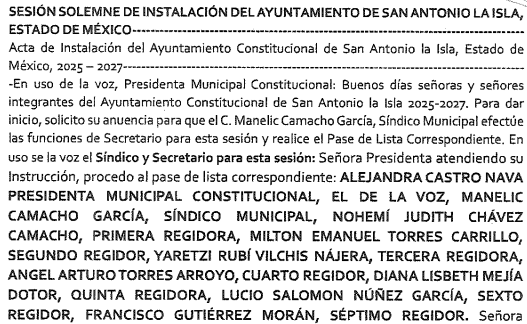 SESIÓN SOLEMNE DE INSTALACIÓN DEL AYUNTAMIENTO DE SAN ANTONIO LA ISLA,
ESTADO DE MÉXICO-----------------------------------------------------------------
Acta de Instalación del Ayuntamiento Constitucional de San Antonio la Isla, Estado de
México, 2025 – 2027-----------------------------------------------------------------
-En uso de la voz, Presidenta Municipal Constitucional: Buenos días señoras y señores
integrantes del Ayuntamiento Constitucional de San Antonio la Isla 2025-2027. Para dar
inicio, solicito su anuencia para que el C. Manelic Camacho García, Síndico Municipal efectúe
las funciones de Secretario para esta sesión y realice el Pase de Lista Correspondiente. En
uso se la voz el Síndico y Secretario para esta sesión: Señora Presidenta atendiendo su
Instrucción, procedo al pase de lista correspondiente: ALEJANDRA CASTRO NAVA
PRESIDENTA MUNICIPAL CONSTITUCIONAL, EL DE LA VOZ, MANELIC
CAMACHO GARCÍA, SÍNDICO MUNICIPAL, NOHEMÍ JUDITH CHÁVEZ
CAMACHO, PRIMERA REGIDORA, MILTON EMANUEL TORRES CARRILLO,
SEGUNDO REGIDOR, YARETZI RUBÍ VILCHIS NÁJERA, TERCERA REGIDORA,
ANGEL ARTURO TORRES ARROYO, CUARTO REGIDOR, DIANA LISBETH MEJÍA
DOTOR, QUINTA REGIDORA, LUCIO SALOMON NÚÑEZ GARCÍA, SEXTO
REGIDOR, FRANCISCO GUTIÉRREZ MORÁN, SÉPTIMO REGIDOR. Señora